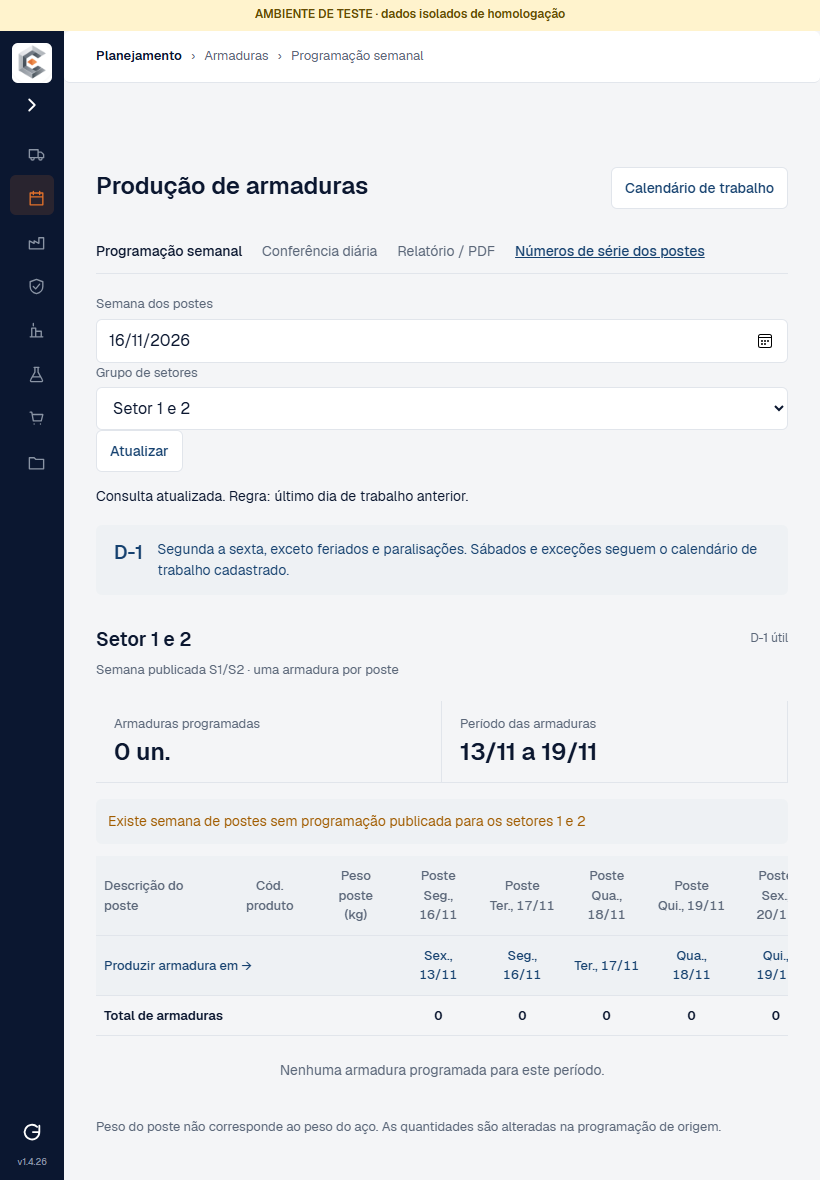 AMBIENTE DE TESTE · dados isolados de homologação
Planejamento › Armaduras › Programação semanal
Produção de armaduras
Calendário de trabalho
Programação semanal Conferência diária Relatório / PDF Números de série dos postes
Semana dos postes
16/11/2026
Grupo de setores
Setor 1 e 2
Atualizar
Consulta atualizada. Regra: último dia de trabalho anterior.
D-1
Segunda a sexta, exceto feriados e paralisações. Sábados e exceções seguem o calendário de
trabalho cadastrado.
Setor 1 e 2
D-1 útil
Semana publicada S1/S2 · uma armadura por poste
Armaduras programadas
0 un.
Período das armaduras
13/11 a 19/11
Existe semana de postes sem programação publicada para os setores 1 e 2
Descrição do
poste
Cód.
produto
Peso
poste
(kg)
Poste
Seg.,
16/11
Poste
Ter., 17/11
Poste
Qua.,
18/11
Poste
Qui., 19/11
Poste
Sex.
20/1
Produzir armadura em →
Sex.,
13/11
Seg.,
16/11
Ter., 17/11
Qua.,
18/11
Qui.,
19/1
Total de armaduras 0 0 0 0 0
Nenhuma armadura programada para este período.
Peso do poste não corresponde ao peso do aço. As quantidades são alteradas na programação de origem.
v1.4.26